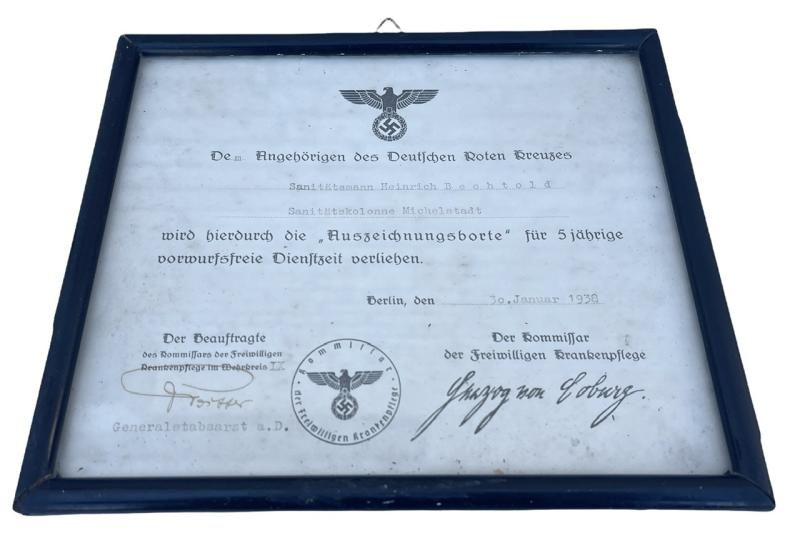 Dem Angehörigen des Deutschen Roten Kreuzes
Sanitätsmann Heinrich Bechtold
Sanitätskolonne Michelstadt
wird hierdurch die „Auszeichnungsborte“ für 5 jährige
vorwurfsfreie Dienstzeit verliehen.
Berlin, den 30. Januar 1938
Der Beauftragte
des Kommissars der Freiwilligen
Krankenpflege im Wehrkreis IX
Generalstabsarzt a.D.
Kommissar
der Freiwilligen Krankenpflege
Der Kommissar
der Freiwilligen Krankenpflege
Herzog von Coburg.